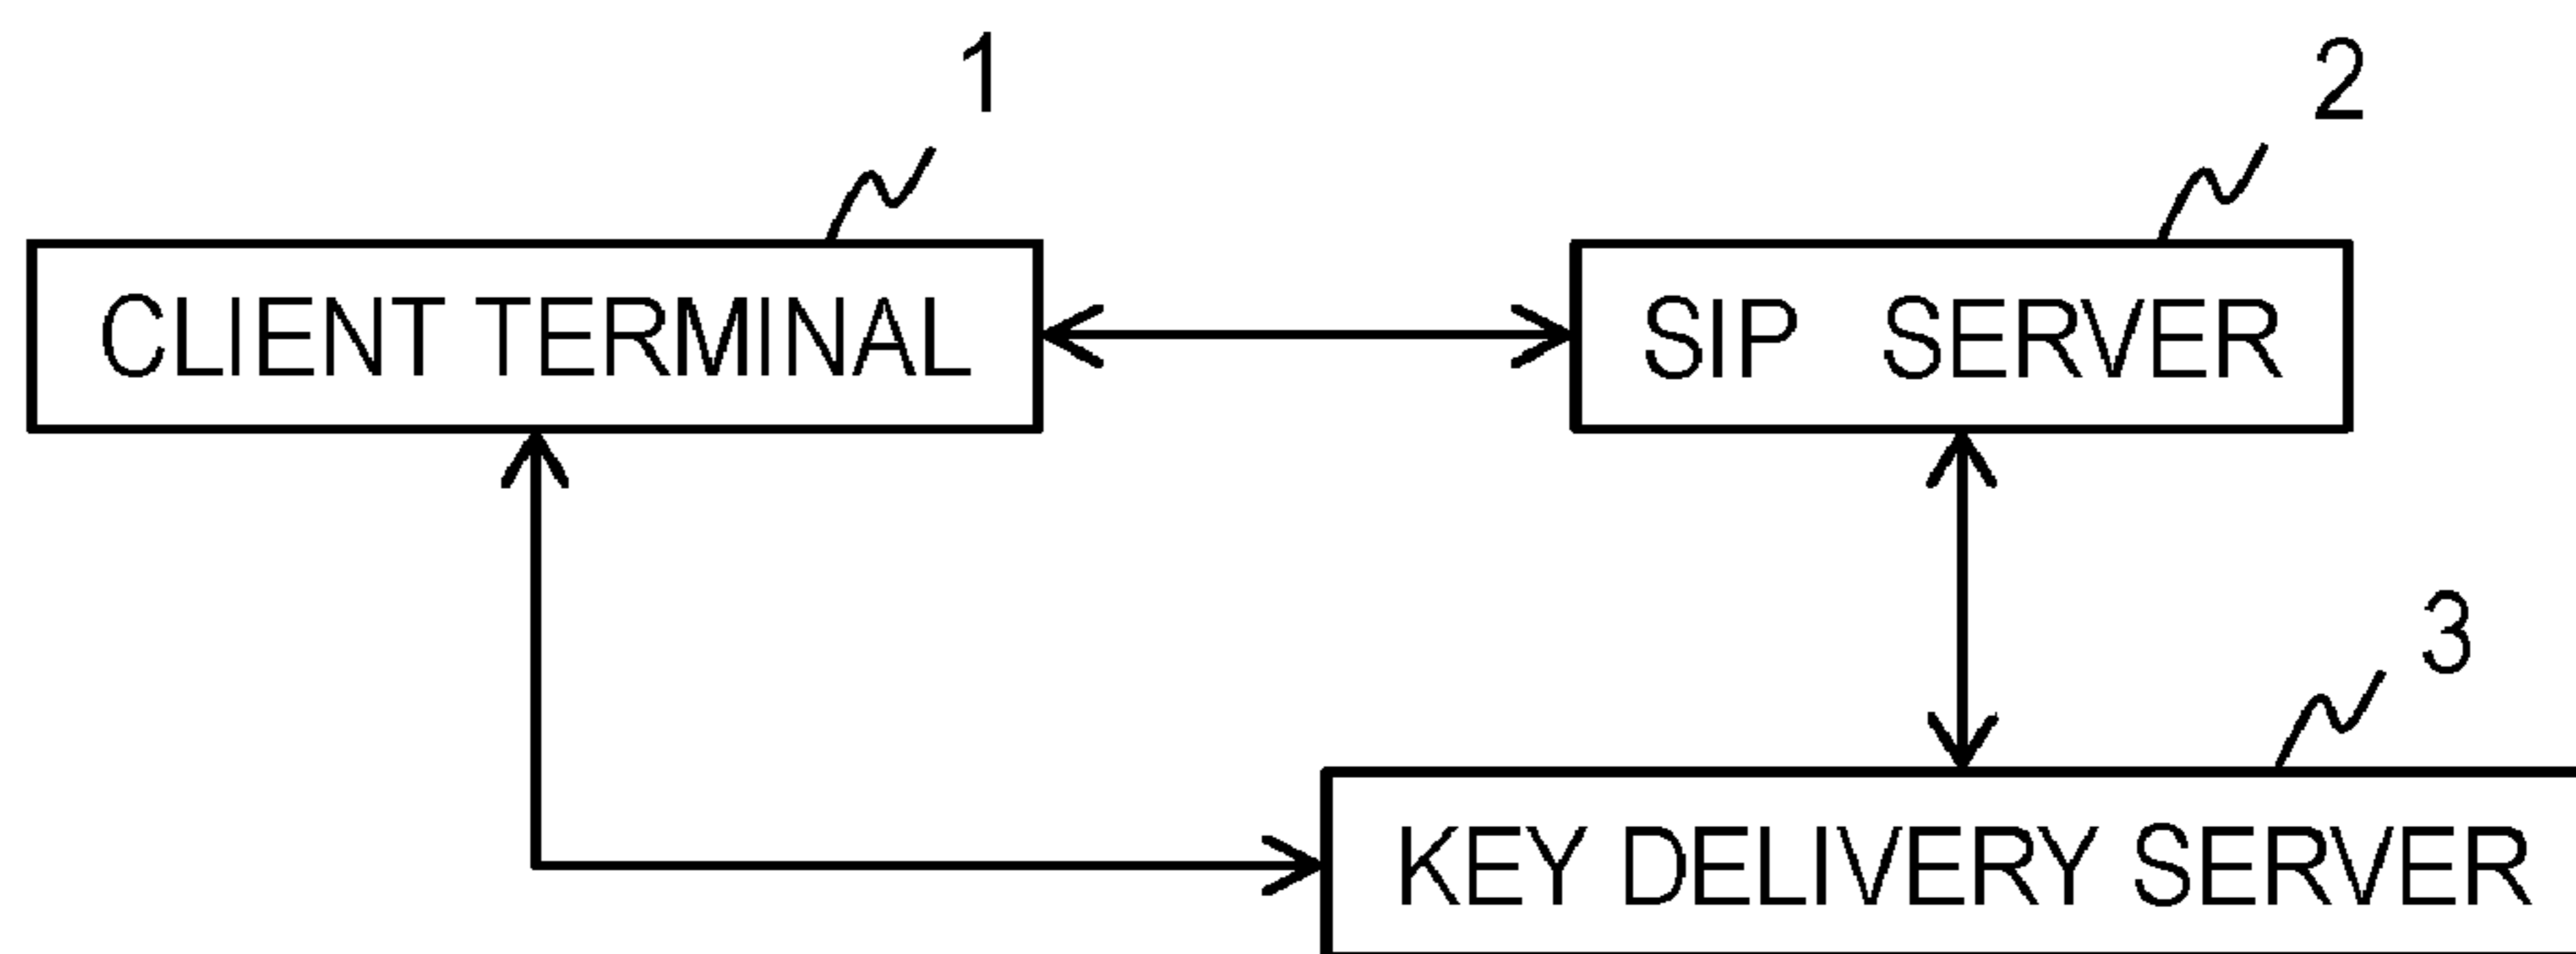 1
2
CLIENT TERMINAL
SIP SERVER
3
KEY DELIVERY SERVER